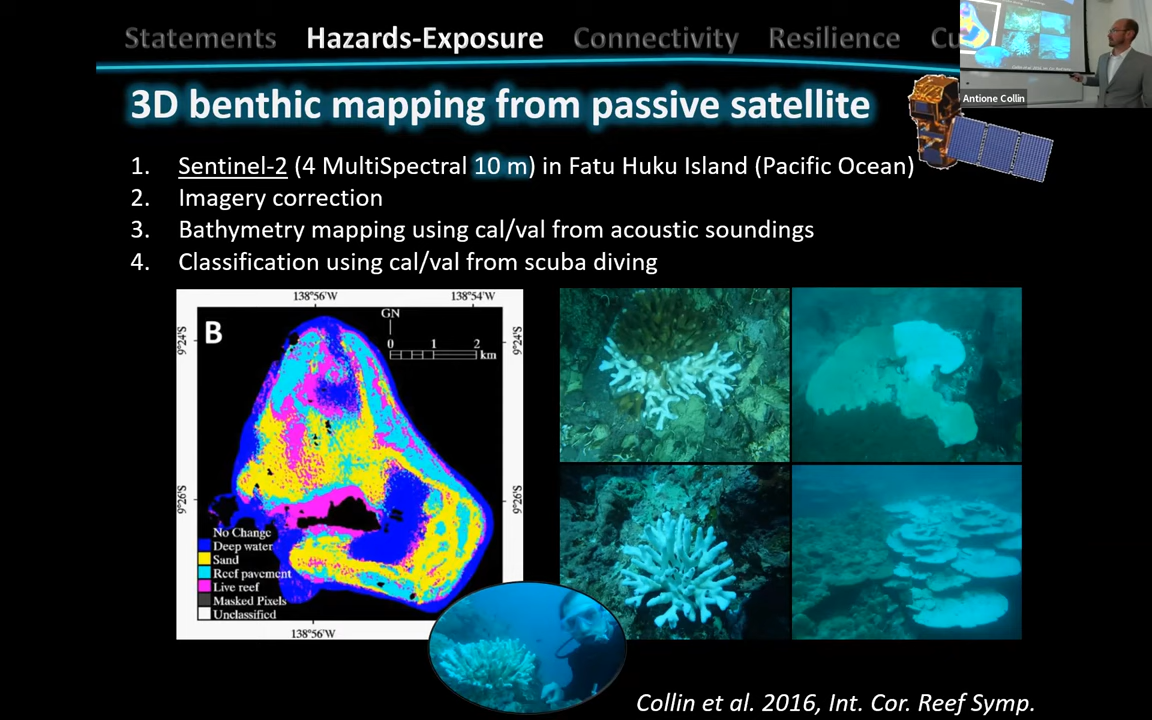 Statements Hazards-Exposure Connectivity Resilience Cu
Antione Collin
3D benthic mapping from passive satellite
1. Sentinel-2 (4 MultiSpectral 10 m) in Fatu Huku Island (Pacific Ocean)
2. Imagery correction
3. Bathymetry mapping using cal/val from acoustic soundings
4. Classification using cal/val from scuba diving
138°56'W 138°54'W
B
GN
0 1 2
km
9°24'S 9°24'S
9°26'S 9°26'S
No Change
Deep water
Sand
Reef pavement
Live reef
Masked Pixels
Unclassified
138°56'W
Collin et al. 2016, Int. Cor. Reef Symp.